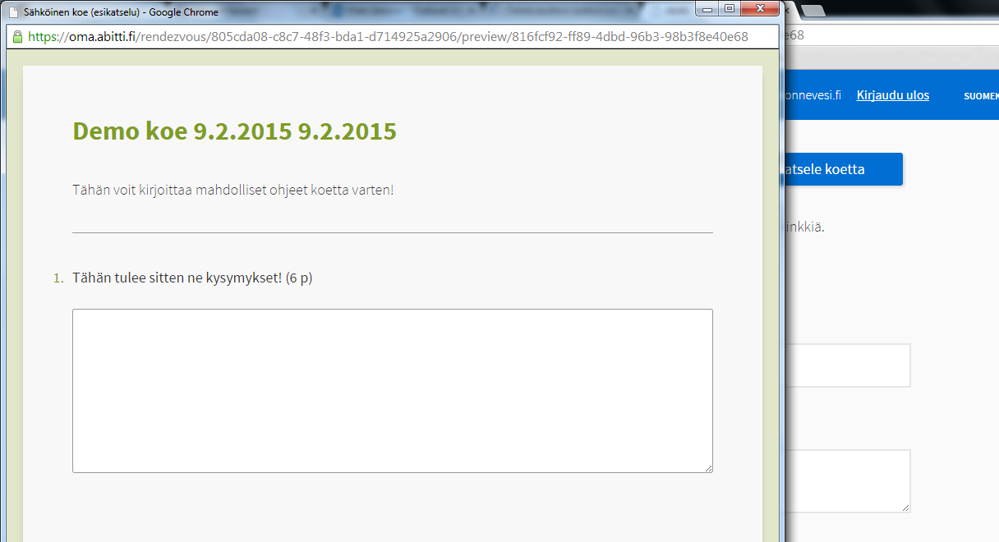 Sähköinen koe (esikatselu) - Google Chrome
https://oma.abitti.fi/rendezvous/805cda08-c8c7-48f3-bda1-d714925a2906/preview/816fcf92-ff89-4dbd-96b3-98b3f8e40e68
e68
onnevesi.fi Kirjaudu ulos SUOMEK
Demo koe 9.2.2015 9.2.2015
atsele koetta
Tähän voit kirjoittaa mahdolliset ohjeet koetta varten!
inkkiä.
1. Tähän tulee sitten ne kysymykset! (6 p)